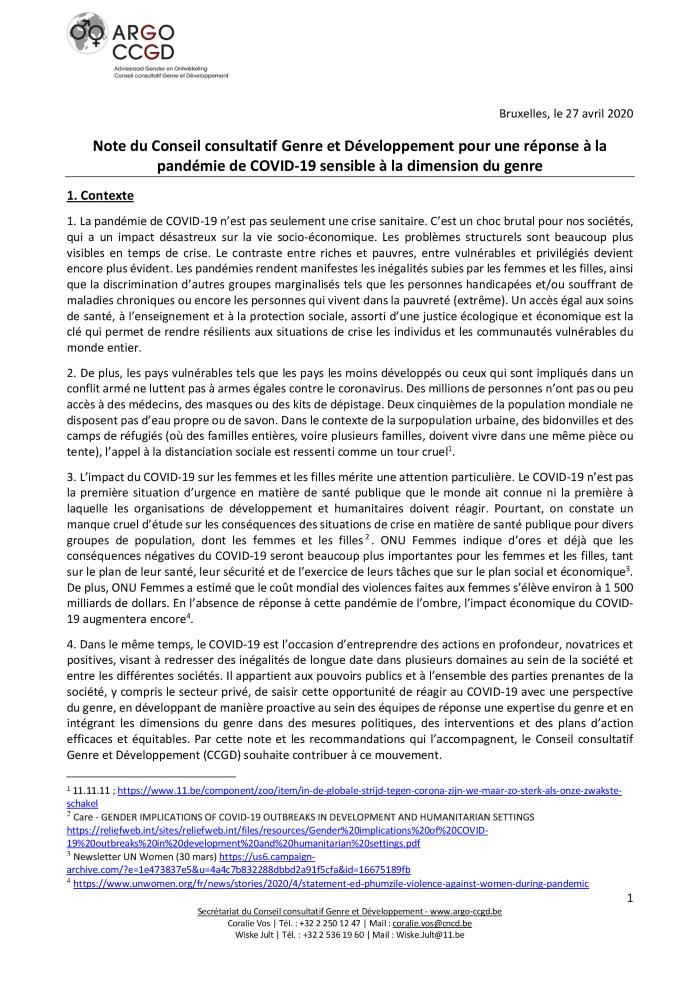 ARGO
CCGD
Adviesraad Gender en Ontwikkeling
Conseil consultatif Genre et Développement
Bruxelles, le 27 avril 2020
Note du Conseil consultatif Genre et Développement pour une réponse à la
pandémie de COVID-19 sensible à la dimension du genre
1. Contexte
1. La pandémie de COVID-19 n’est pas seulement une crise sanitaire. C’est un choc brutal pour nos sociétés,
qui a un impact désastreux sur la vie socio-économique. Les problèmes structurels sont beaucoup plus
visibles en temps de crise. Le contraste entre riches et pauvres, entre vulnérables et privilégiés devient
encore plus évident. Les pandémies rendent manifestes les inégalités subies par les femmes et les filles, ainsi
que la discrimination d’autres groupes marginalisés tels que les personnes handicapées et/ou souffrant de
maladies chroniques ou encore les personnes qui vivent dans la pauvreté (extrême). Un accès égal aux soins
de santé, à l’enseignement et à la protection sociale, assorti d’une justice écologique et économique est la
clé qui permet de rendre résilients aux situations de crise les individus et les communautés vulnérables du
monde entier.
2. De plus, les pays vulnérables tels que les pays les moins développés ou ceux qui sont impliqués dans un
conflit armé ne luttent pas à armes égales contre le coronavirus. Des millions de personnes n’ont pas ou peu
accès à des médecins, des masques ou des kits de dépistage. Deux cinquièmes de la population mondiale ne
disposent pas d’eau propre ou de savon. Dans le contexte de la surpopulation urbaine, des bidonvilles et des
camps de réfugiés (où des familles entières, voire plusieurs familles, doivent vivre dans une même pièce ou
tente), l’appel à la distanciation sociale est ressenti comme un tour cruel1.
3. L’impact du COVID-19 sur les femmes et les filles mérite une attention particulière. Le COVID-19 n’est pas
la première situation d’urgence en matière de santé publique que le monde ait connue ni la première à
laquelle les organisations de développement et humanitaires doivent réagir. Pourtant, on constate un
manque cruel d’étude sur les conséquences des situations de crise en matière de santé publique pour divers
groupes de population, dont les femmes et les filles 2. ONU Femmes indique d’ores et déjà que les
conséquences négatives du COVID-19 seront beaucoup plus importantes pour les femmes et les filles, tant
sur le plan de leur santé, leur sécurité et de l’exercice de leurs tâches que sur le plan social et économique3.
De plus, ONU Femmes a estimé que le coût mondial des violences faites aux femmes s’élève environ à 1 500
milliards de dollars. En l’absence de réponse à cette pandémie de l’ombre, l’impact économique du COVID-
19 augmentera encore4.
4. Dans le même temps, le COVID-19 est l’occasion d’entreprendre des actions en profondeur, novatrices et
positives, visant à redresser des inégalités de longue date dans plusieurs domaines au sein de la société et
entre les différentes sociétés. Il appartient aux pouvoirs publics et à l’ensemble des parties prenantes de la
société, y compris le secteur privé, de saisir cette opportunité de réagir au COVID-19 avec une perspective
du genre, en développant de manière proactive au sein des équipes de réponse une expertise du genre et en
intégrant les dimensions du genre dans des mesures politiques, des interventions et des plans d’action
efficaces et équitables. Par cette note et les recommandations qui l’accompagnent, le Conseil consultatif
Genre et Développement (CCGD) souhaite contribuer à ce mouvement.
1 11.11.11 ; https://www.11.be/component/zoo/item/in-de-globale-strijd-tegen-corona-zijn-we-maar-zo-sterk-als-onze-zwakste-
schakel
2 Care - GENDER IMPLICATIONS OF COVID-19 OUTBREAKS IN DEVELOPMENT AND HUMANITARIAN SETTINGS
https://reliefweb.int/sites/reliefweb.int/files/resources/Gender%20implications%20of%20COVID-
19%20outbreaks%20in%20development%20and%20humanitarian%20settings.pdf
3 Newsletter UN Women (30 mars) https://us6.campaign-
archive.com/?e=1e473837e5&u=4a4c7b832288dbbd2a91f5cfa&id=16675189fb
4 https://www.unwomen.org/fr/news/stories/2020/4/statement-ed-phumzile-violence-against-women-during-pandemic
1
Secrétariat du Conseil consultatif Genre et Développement - www.argo-ccgd.be
Coralie Vos | Tél. : +32 2 250 12 47 | Mail : coralie.vos@cncd.be
Wiske Jult | Tél. : +32 2 536 19 60 | Mail : Wiske.Jult@11.be